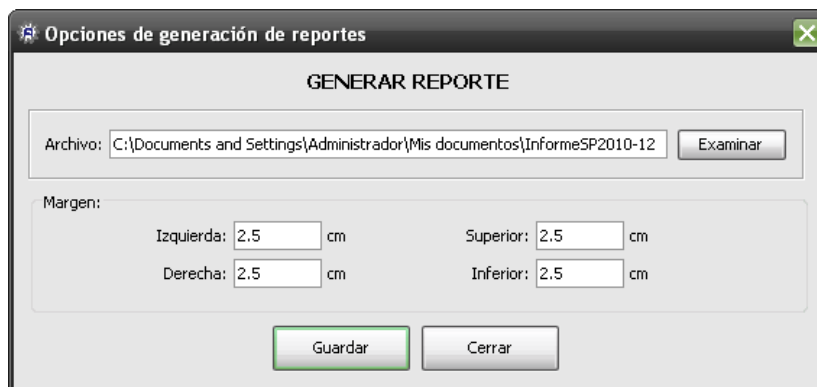 Opciones de generación de reportes
GENERAR REPORTE
Archivo: C:\Documents and Settings\Administrador\Mis documentos\InformeSP2010-12 Examinar
Margen:
Izquierda: 2.5 cm Superior: 2.5 cm
Derecha: 2.5 cm Inferior: 2.5 cm
Guardar Cerrar